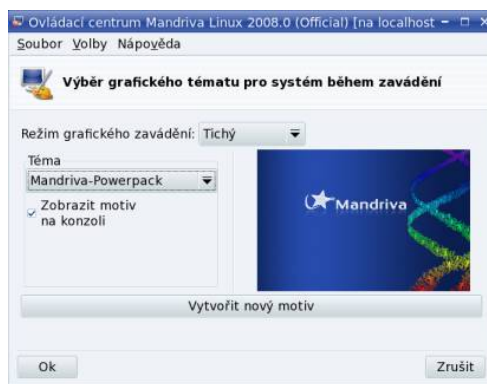 Ovládací centrum Mandriva Linux 2008.0 (Official) [na localhost
Soubor Volby Nápověda
Výběr grafického tématu pro systém během zavádění
Režim grafického zavádění: Tichý
Téma
Mandriva-Powerpack
Zobrazit motiv
na konzoli
Mandriva
Vytvořit nový motiv
Ok Zrušit